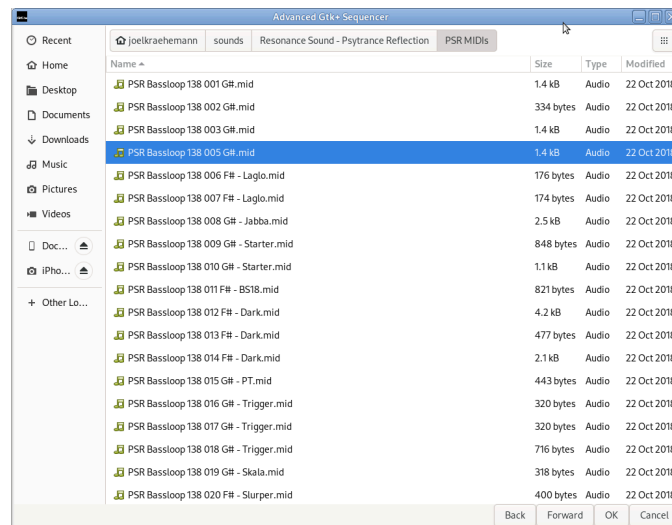 Advanced Gtk+ Sequencer
Recent
joelkraehemann sounds Resonance Sound - Psytrance Reflection PSR MIDIs
Home
Name Size Type Modified
Desktop
Documents
Downloads
Music
Pictures
Videos
Doc...
iPho...
+ Other Lo...
PSR Bassloop 138 001 G#.mid 1.4 kB Audio 22 Oct 2018
PSR Bassloop 138 002 G#.mid 334 bytes Audio 22 Oct 2018
PSR Bassloop 138 003 G#.mid 1.4 kB Audio 22 Oct 2018
PSR Bassloop 138 005 G#.mid 1.4 kB Audio 22 Oct 2018
PSR Bassloop 138 006 F# - Laglo.mid 176 bytes Audio 22 Oct 2018
PSR Bassloop 138 007 F# - Laglo.mid 174 bytes Audio 22 Oct 2018
PSR Bassloop 138 008 G# - Jabba.mid 2.5 kB Audio 22 Oct 2018
PSR Bassloop 138 009 G# - Starter.mid 848 bytes Audio 22 Oct 2018
PSR Bassloop 138 010 G# - Starter.mid 1.1 kB Audio 22 Oct 2018
PSR Bassloop 138 011 F# - BS18.mid 821 bytes Audio 22 Oct 2018
PSR Bassloop 138 012 F# - Dark.mid 4.2 kB Audio 22 Oct 2018
PSR Bassloop 138 013 F# - Dark.mid 477 bytes Audio 22 Oct 2018
PSR Bassloop 138 014 F# - Dark.mid 2.1 kB Audio 22 Oct 2018
PSR Bassloop 138 015 G# - PT.mid 443 bytes Audio 22 Oct 2018
PSR Bassloop 138 016 G# - Trigger.mid 320 bytes Audio 22 Oct 2018
PSR Bassloop 138 017 G# - Trigger.mid 320 bytes Audio 22 Oct 2018
PSR Bassloop 138 018 G# - Trigger.mid 716 bytes Audio 22 Oct 2018
PSR Bassloop 138 019 G# - Skala.mid 318 bytes Audio 22 Oct 2018
PSR Bassloop 138 020 F# - Slurper.mid 400 bytes Audio 22 Oct 2018
Back Forward OK Cancel